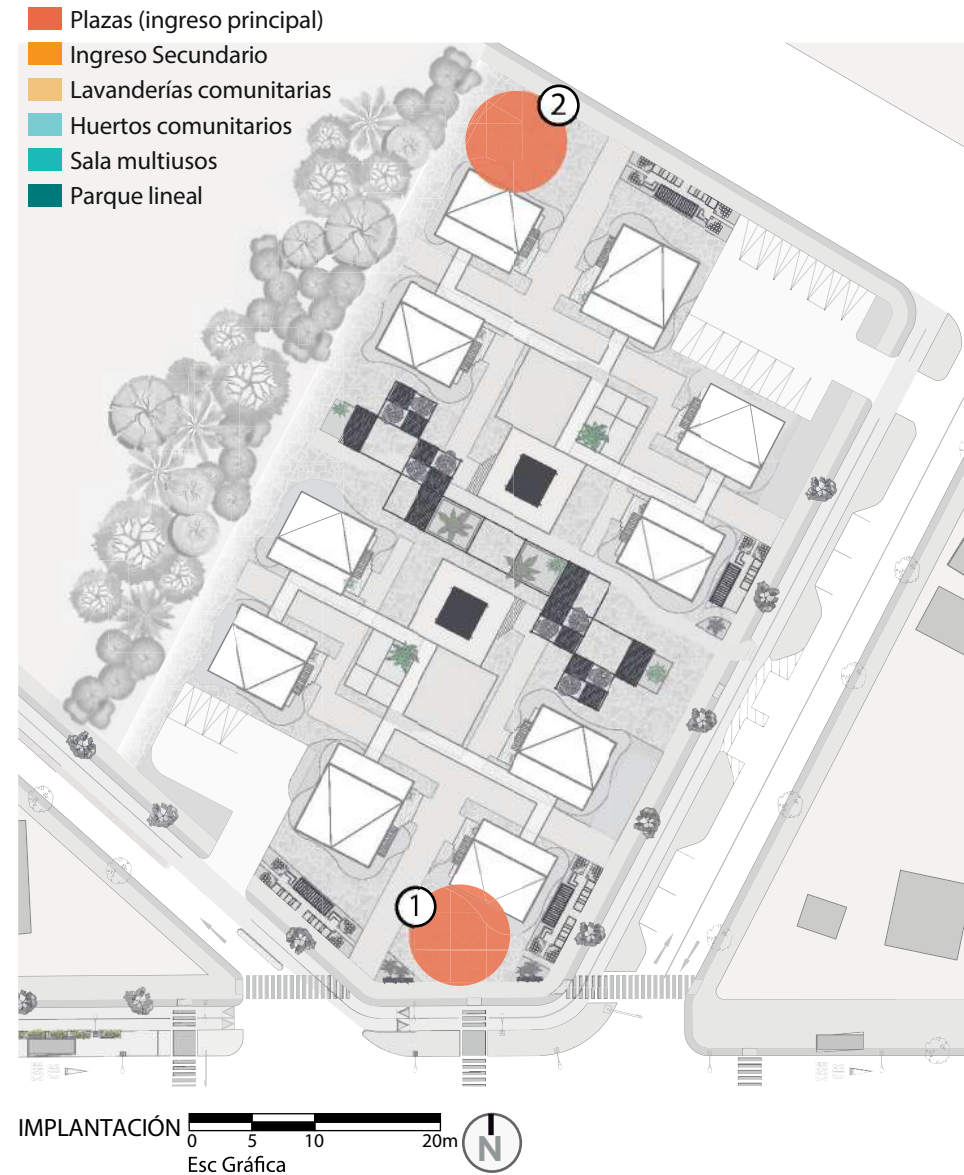 Plazas (ingreso principal)
Ingreso Secundario
Lavanderías comunitarias
Huertos comunitarios
Sala multiusos
Parque lineal
2
1
IMPLANTACIÓN
0 5 10 20m
Esc Gráfica
N